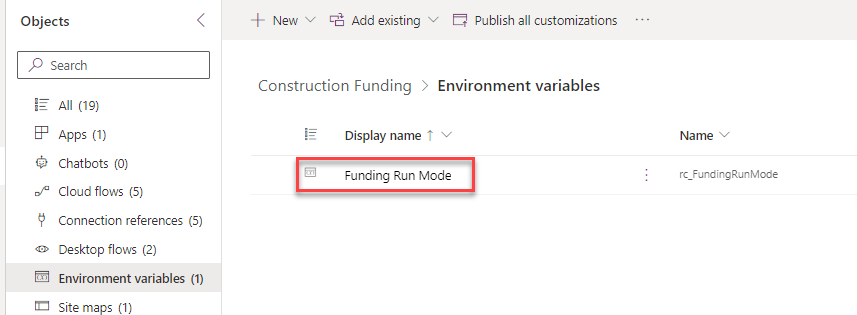 Objects
Search
All (19)
Apps (1)
Chatbots (0)
Cloud flows (5)
Connection references (5)
Desktop flows (2)
Environment variables (1)
Site maps (1)
New
Add existing
Publish all customizations
Construction Funding > Environment variables
Display name ↑
Name
Funding Run Mode
rc_FundingRunMode